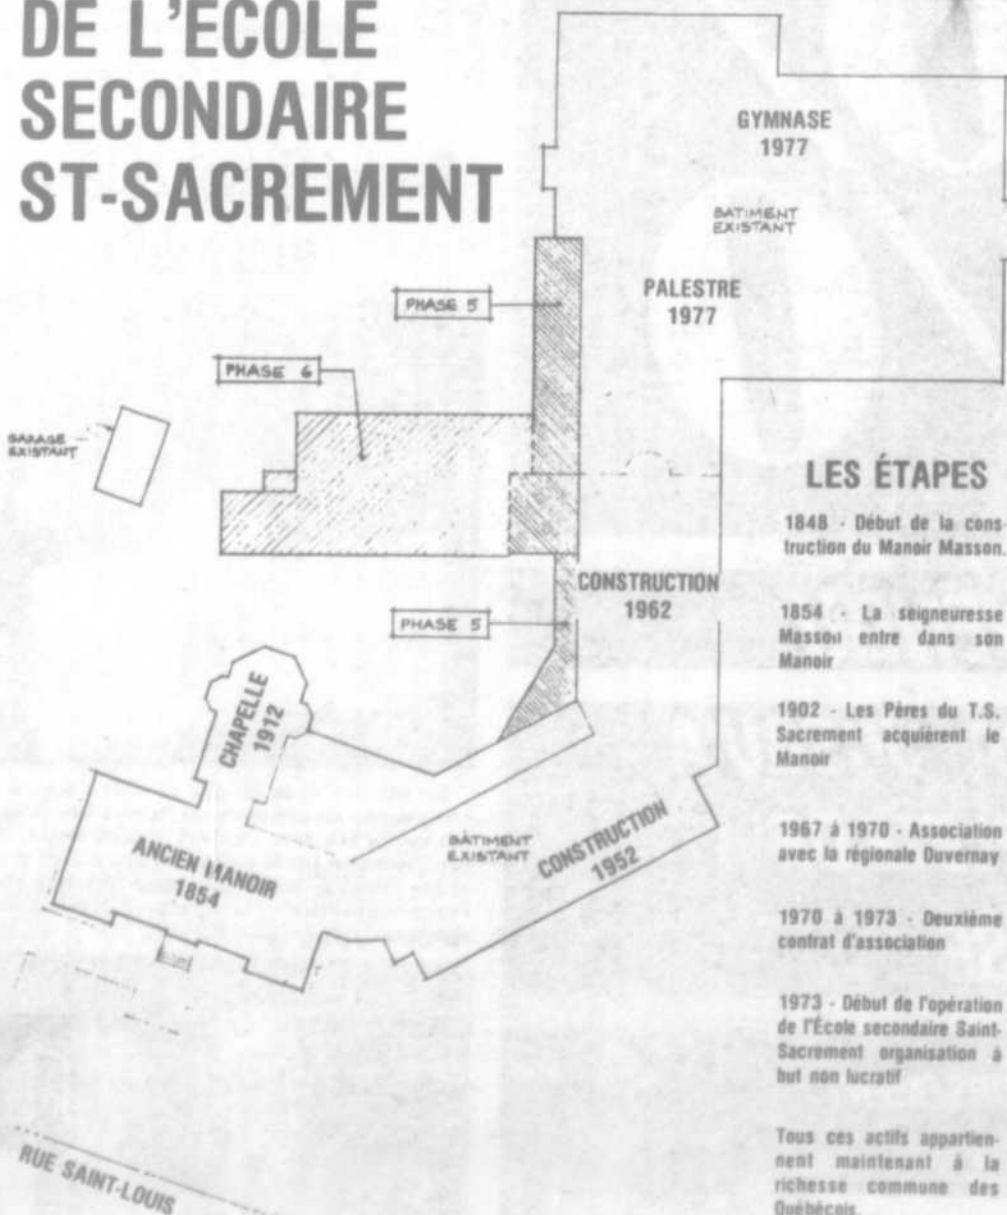 DE L'ÉCOLE
SECONDAIRE
ST-SACREMENT
GYMNASE
1977
BATIMENT
EXISTANT
PALESTRE
1977
PHASE 5
PHASE 6
GARAGE
EXISTANT
CONSTRUCTION
1962
PHASE 5
CHAPELLE
1912
ANCIEN MANOIR
1854
BÂTIMENT
EXISTANT
CONSTRUCTION
1952
RUE SAINT-LOUIS
LES ÉTAPES
1848 - Début de la cons
truction du Manoir Masson.
1854 - La seigneuresse
Masson entre dans son
Manoir
1902 - Les Pères du T.S.
Sacrement acquièrent le
Manoir
1967 à 1970 - Association
avec la régionale Duvernay
1970 à 1973 - Deuxième
contrat d'association
1973 - Début de l'opération
de l'École secondaire Saint-
Sacrement organisation à
but non lucratif
Tous ces actifs appartien-
nent maintenant à la
richesse commune des
Québécois.